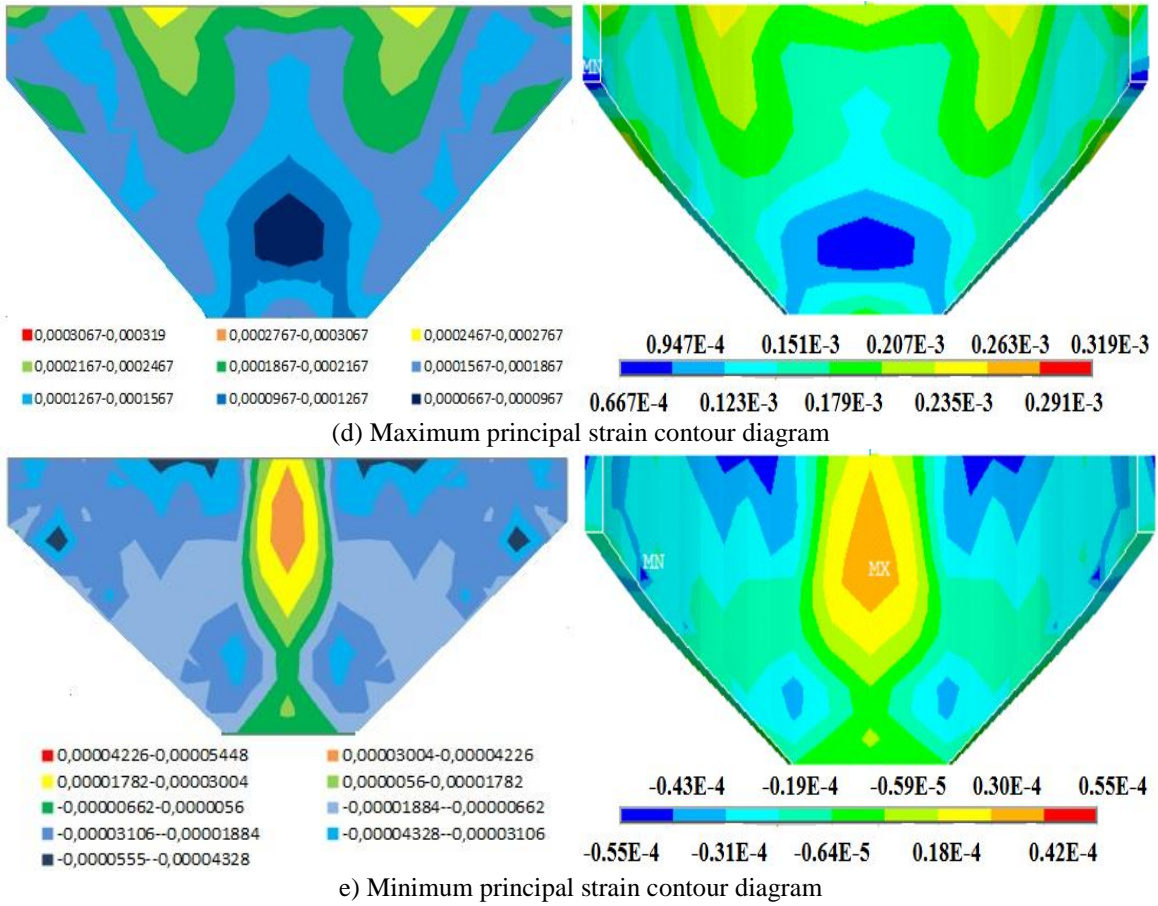 MN
0,0003067-0,000319 0,0002767-0,0003067 0,0002467-0,0002767
0,0002167-0,0002467 0,0001867-0,0002167 0,0001567-0,0001867
0,0001267-0,0001567 0,0000967-0,0001267 0,0000667-0,0000967
0.947E-4 0.151E-3 0.207E-3 0.263E-3 0.319E-3
0.667E-4 0.123E-3 0.179E-3 0.235E-3 0.291E-3
(d) Maximum principal strain contour diagram
MN MX
0,00004226-0,00005448 0,00003004-0,00004226
0,00001782-0,00003004 0,0000056-0,00001782
-0,00000662-0,0000056 -0,00001884--0,00000662
-0,00003106--0,00001884 -0,00004328--0,00003106
-0,0000555--0,00004328
-0.43E-4 -0.19E-4 -0.59E-5 0.30E-4 0.55E-4
-0.55E-4 -0.31E-4 -0.64E-5 0.18E-4 0.42E-4
e) Minimum principal strain contour diagram